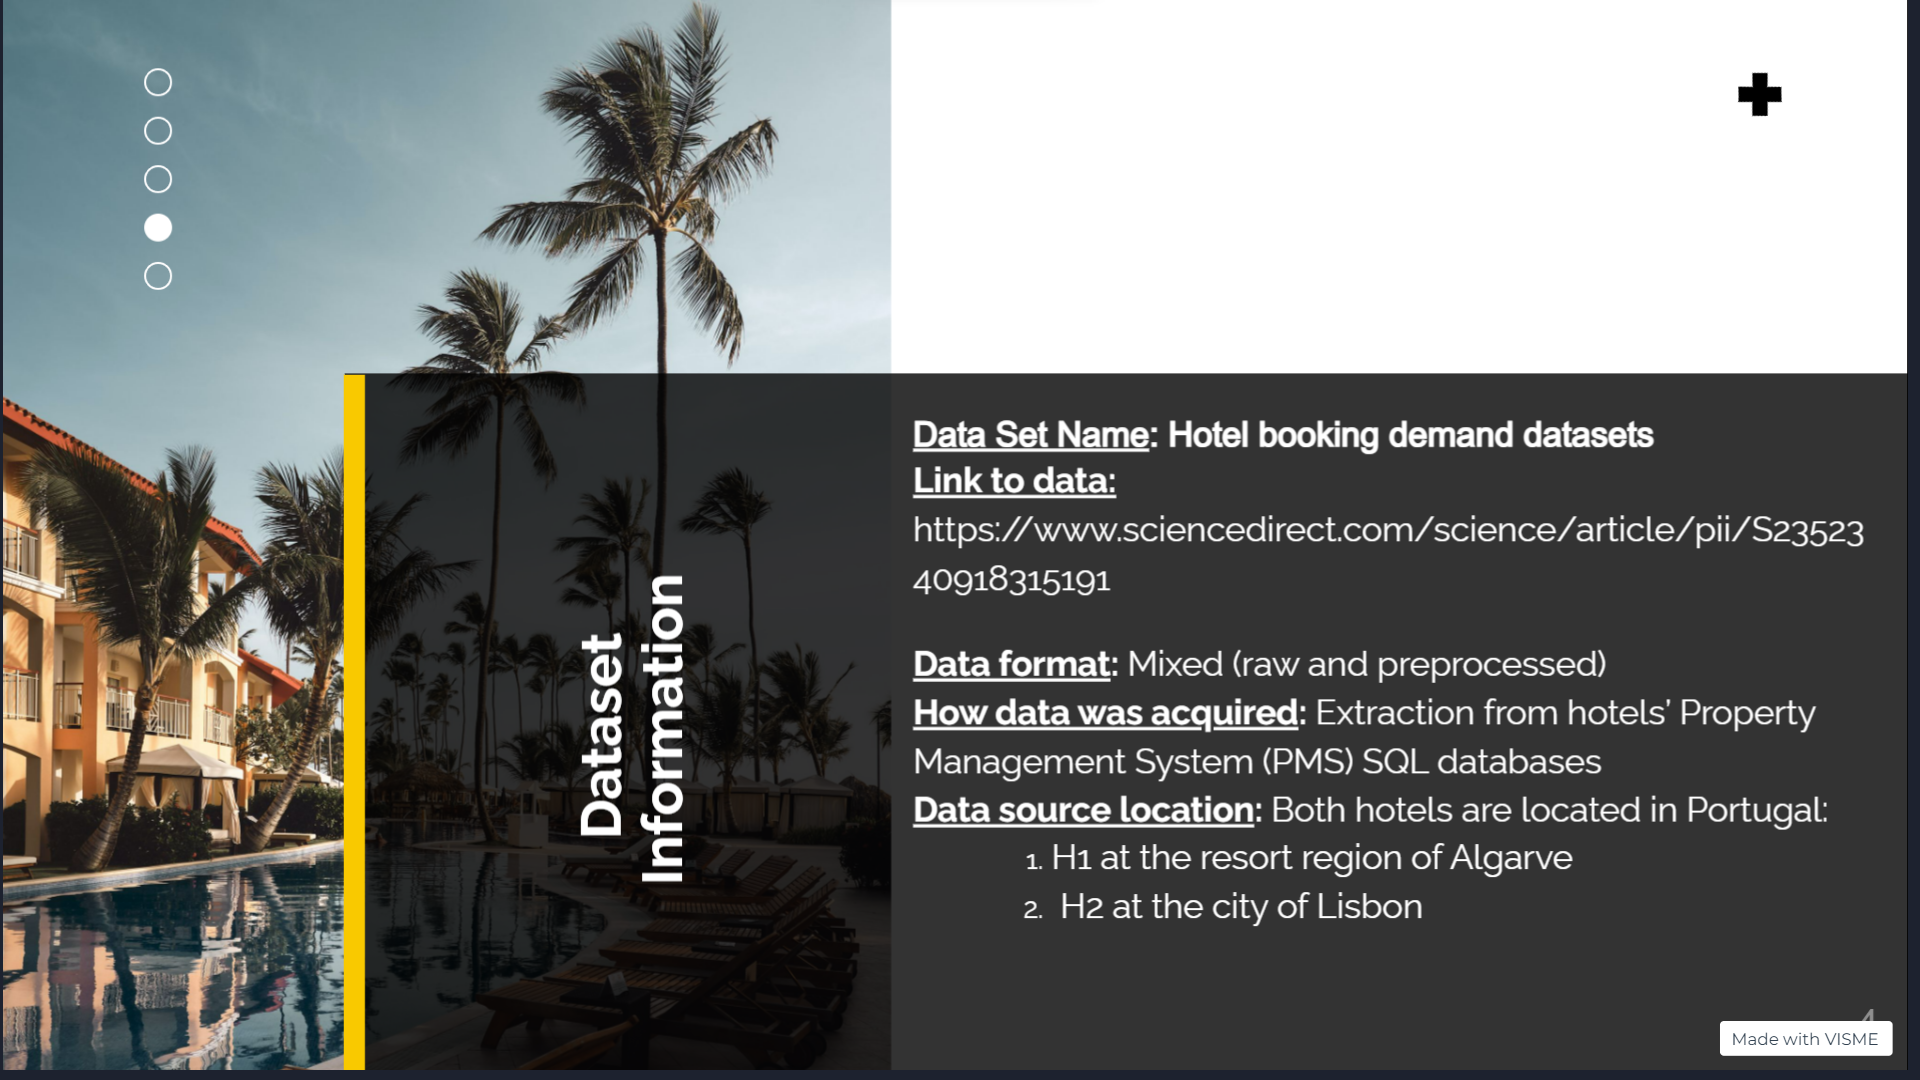 Dataset
Information
Data Set Name: Hotel booking demand datasets
Link to data:
https://www.sciencedirect.com/science/article/pii/S23523
40918315191
Data format: Mixed (raw and preprocessed)
How data was acquired: Extraction from hotels’ Property
Management System (PMS) SQL databases
Data source location: Both hotels are located in Portugal:
1. H1 at the resort region of Algarve
2. H2 at the city of Lisbon
4
Made with VISME